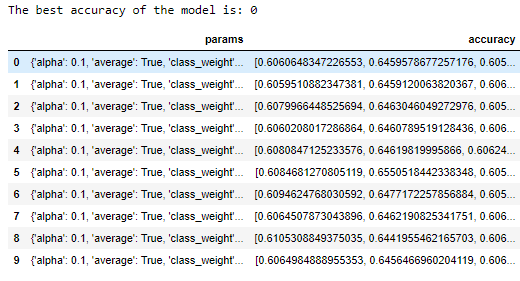 The best accuracy of the model is: 0
params accuracy
0 {'alpha': 0.1, 'average': True, 'class_weight'... [0.6060648347226553, 0.6459578677257176, 0.605...
1 {'alpha': 0.1, 'average': True, 'class_weight'... [0.6059510882347381, 0.6459120063820367, 0.606...
2 {'alpha': 0.1, 'average': True, 'class_weight'... [0.6079966448525694, 0.6463046049272976, 0.605...
3 {'alpha': 0.1, 'average': True, 'class_weight'... [0.6060208017286864, 0.6460789519128436, 0.606...
4 {'alpha': 0.1, 'average': True, 'class_weight'... [0.6080847125233576, 0.64619819995866, 0.60624...
5 {'alpha': 0.1, 'average': True, 'class_weight'... [0.6084681270805119, 0.6550518442338348, 0.605...
6 {'alpha': 0.1, 'average': True, 'class_weight'... [0.6094624768030592, 0.6477172257856884, 0.605...
7 {'alpha': 0.1, 'average': True, 'class_weight'... [0.6064507873043896, 0.6462190825341751, 0.606...
8 {'alpha': 0.1, 'average': True, 'class_weight'... [0.6105308849375035, 0.6441955462165703, 0.606...
9 {'alpha': 0.1, 'average': True, 'class_weight'... [0.6064984888955353, 0.6456466960204119, 0.606...